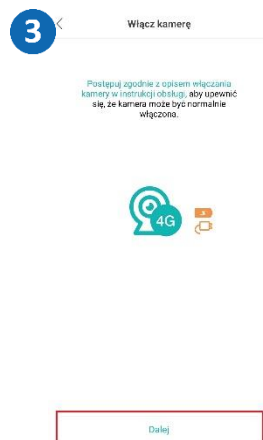 3
Włącz kamerę
Postępuj zgodnie z opisem włączania
kamery w instrukcji obsługi, aby upewnić
się, że kamera może być normalnie
włączona.
4G
Dalej